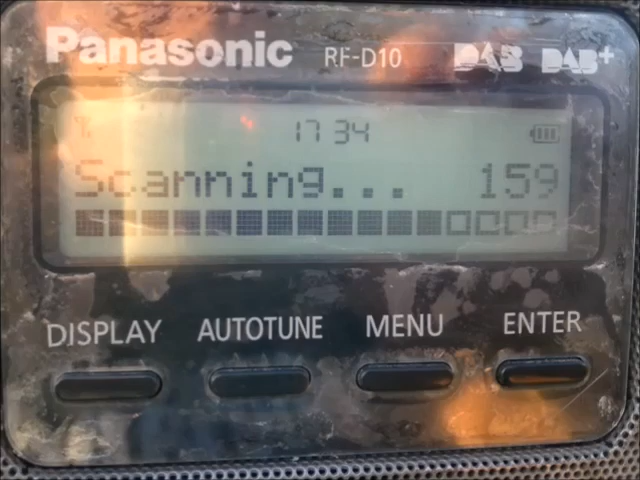 Panasonic RF-D10 DAB DAB+
17 34
Scanning... 159
DISPLAY AUTOTUNE MENU ENTER